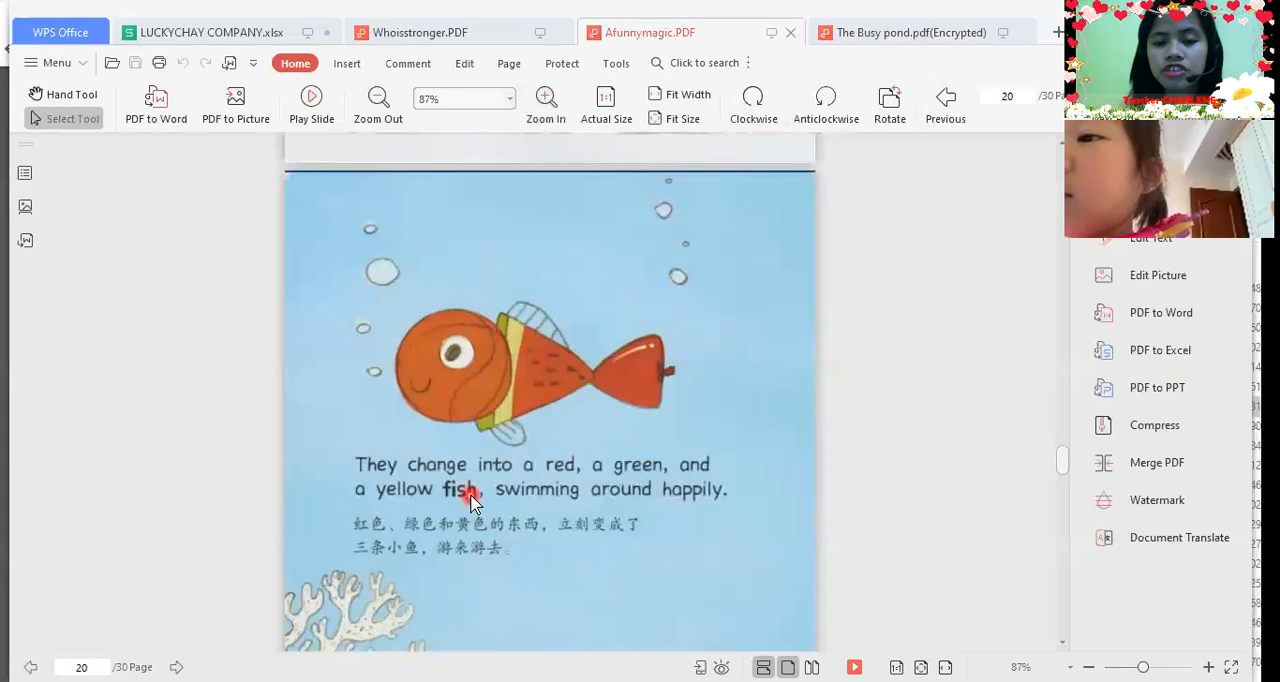 WPS Office
LUCKYCHAY COMPANY.xlsx
Whoisstronger.PDF
Afunnymagic.PDF
The Busy pond.pdf(Encrypted)
Menu
Home
Insert
Comment
Edit
Page
Protect
Tools
Click to search
Hand Tool
Select Tool
PDF to Word
PDF to Picture
Play Slide
Zoom Out
87%
Zoom In
1:1
Actual Size
Fit Width
Fit Size
Clockwise
Anticlockwise
Rotate
Previous
20
/30 Pa
Edit Text
Edit Picture
PDF to Word
PDF to Excel
PDF to PPT
Compress
Merge PDF
Watermark
Document Translate
They change into a red, a green, and
a yellow fish, swimming around happily.
红色、绿色和黄色的东西，立刻变成了
三条小鱼，游来游去。
20
/30 Page
87%